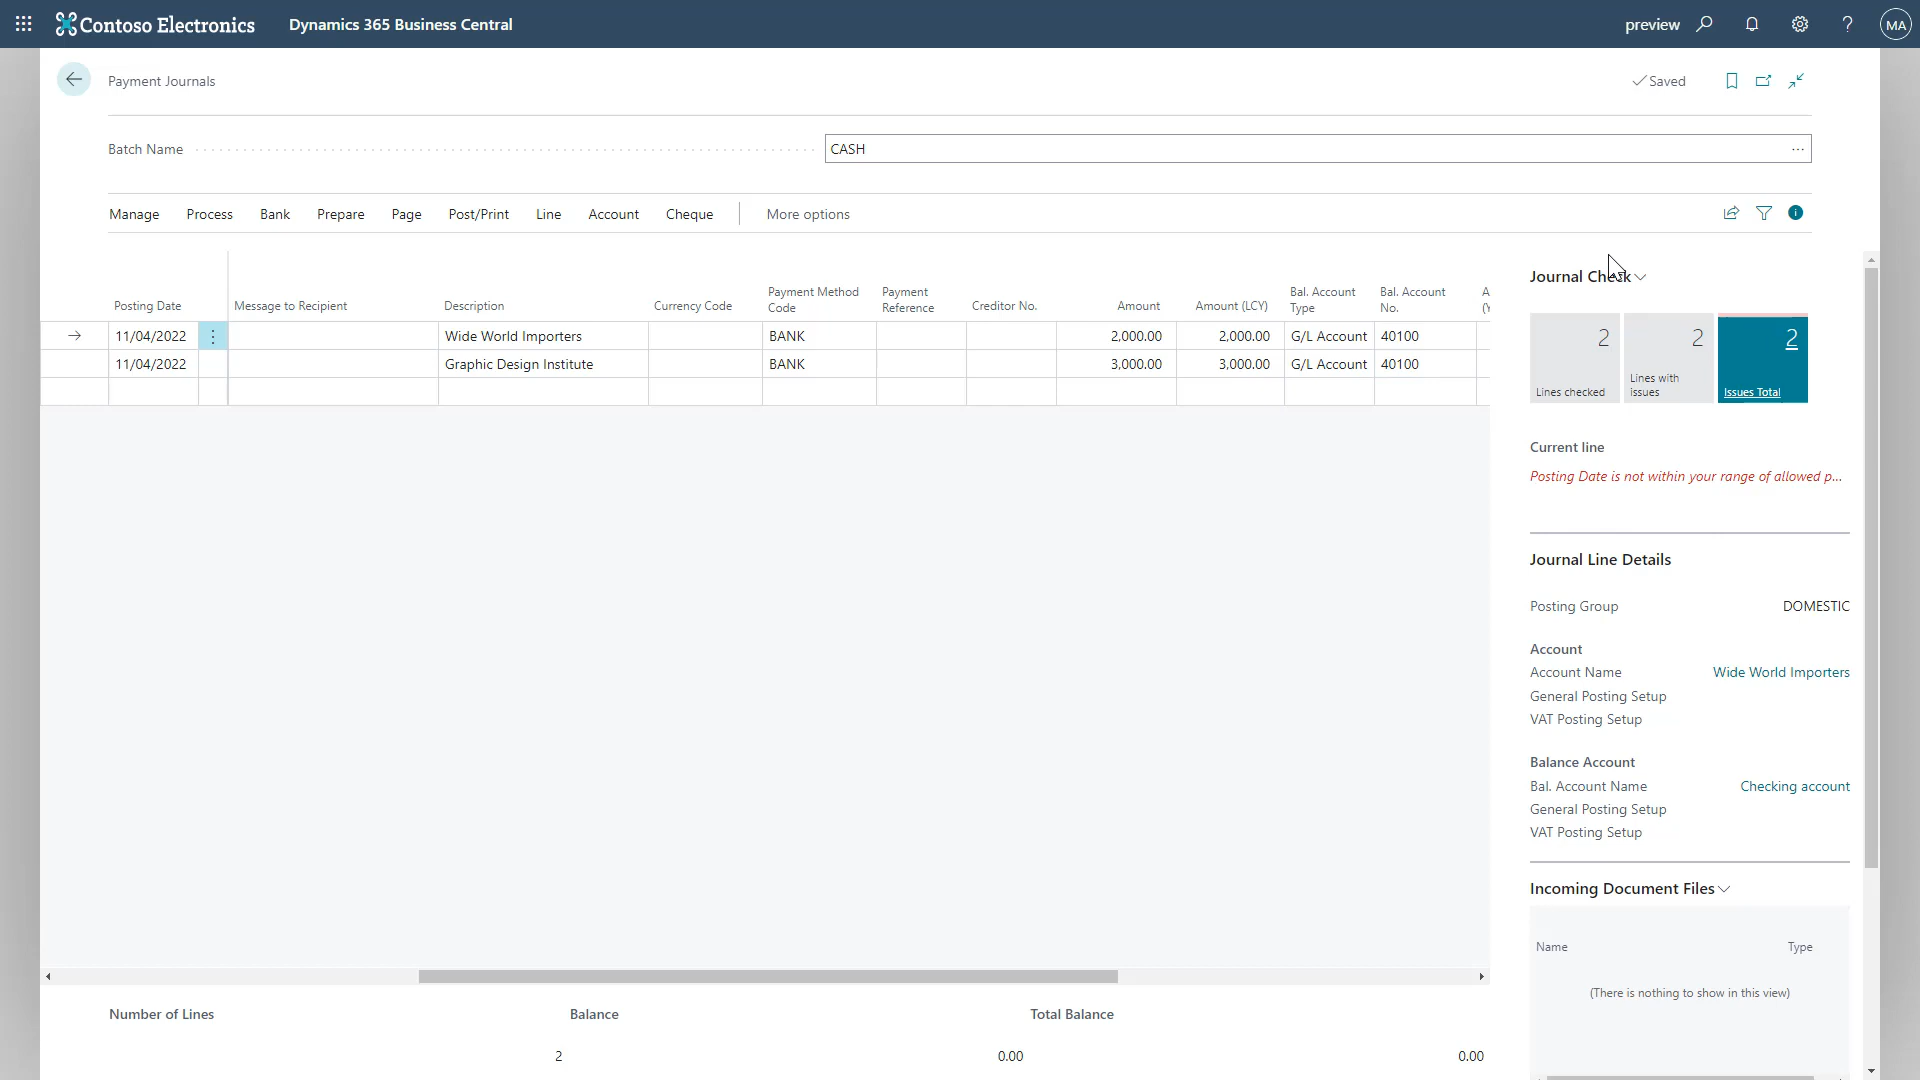 Contoso Electronics Dynamics 365 Business Central preview ? MA
Payment Journals Saved
Batch Name CASH ...
Manage Process Bank Prepare Page Post/Print Line Account Cheque More options
Posting Date Message to Recipient Description Currency Code Payment Method Code Payment Reference Creditor No. Amount Amount (LCY) Bal. Account Type Bal. Account No.
11/04/2022 Wide World Importers BANK 2,000.00 2,000.00 G/L Account 40100
11/04/2022 Graphic Design Institute BANK 3,000.00 3,000.00 G/L Account 40100
Number of Lines Balance Total Balance
2 0.00 0.00
Journal Check
2 2 2
Lines checked Lines with issues Issues Total
Current line
Posting Date is not within your range of allowed p...
Journal Line Details
Posting Group DOMESTIC
Account
Account Name Wide World Importers
General Posting Setup
VAT Posting Setup
Balance Account
Bal. Account Name Checking account
General Posting Setup
VAT Posting Setup
Incoming Document Files
Name Type
(There is nothing to show in this view)